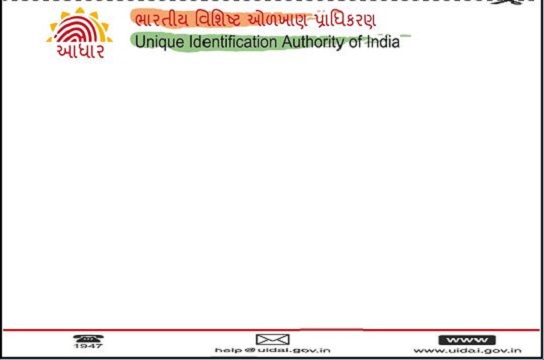 ભારતીય વિશિષ્ટ ઓળખાણ પ્રાધિકરણ
Unique Identification Authority of India
આધાર
1947
help@uidai.gov.in
www
www.uidai.gov.in